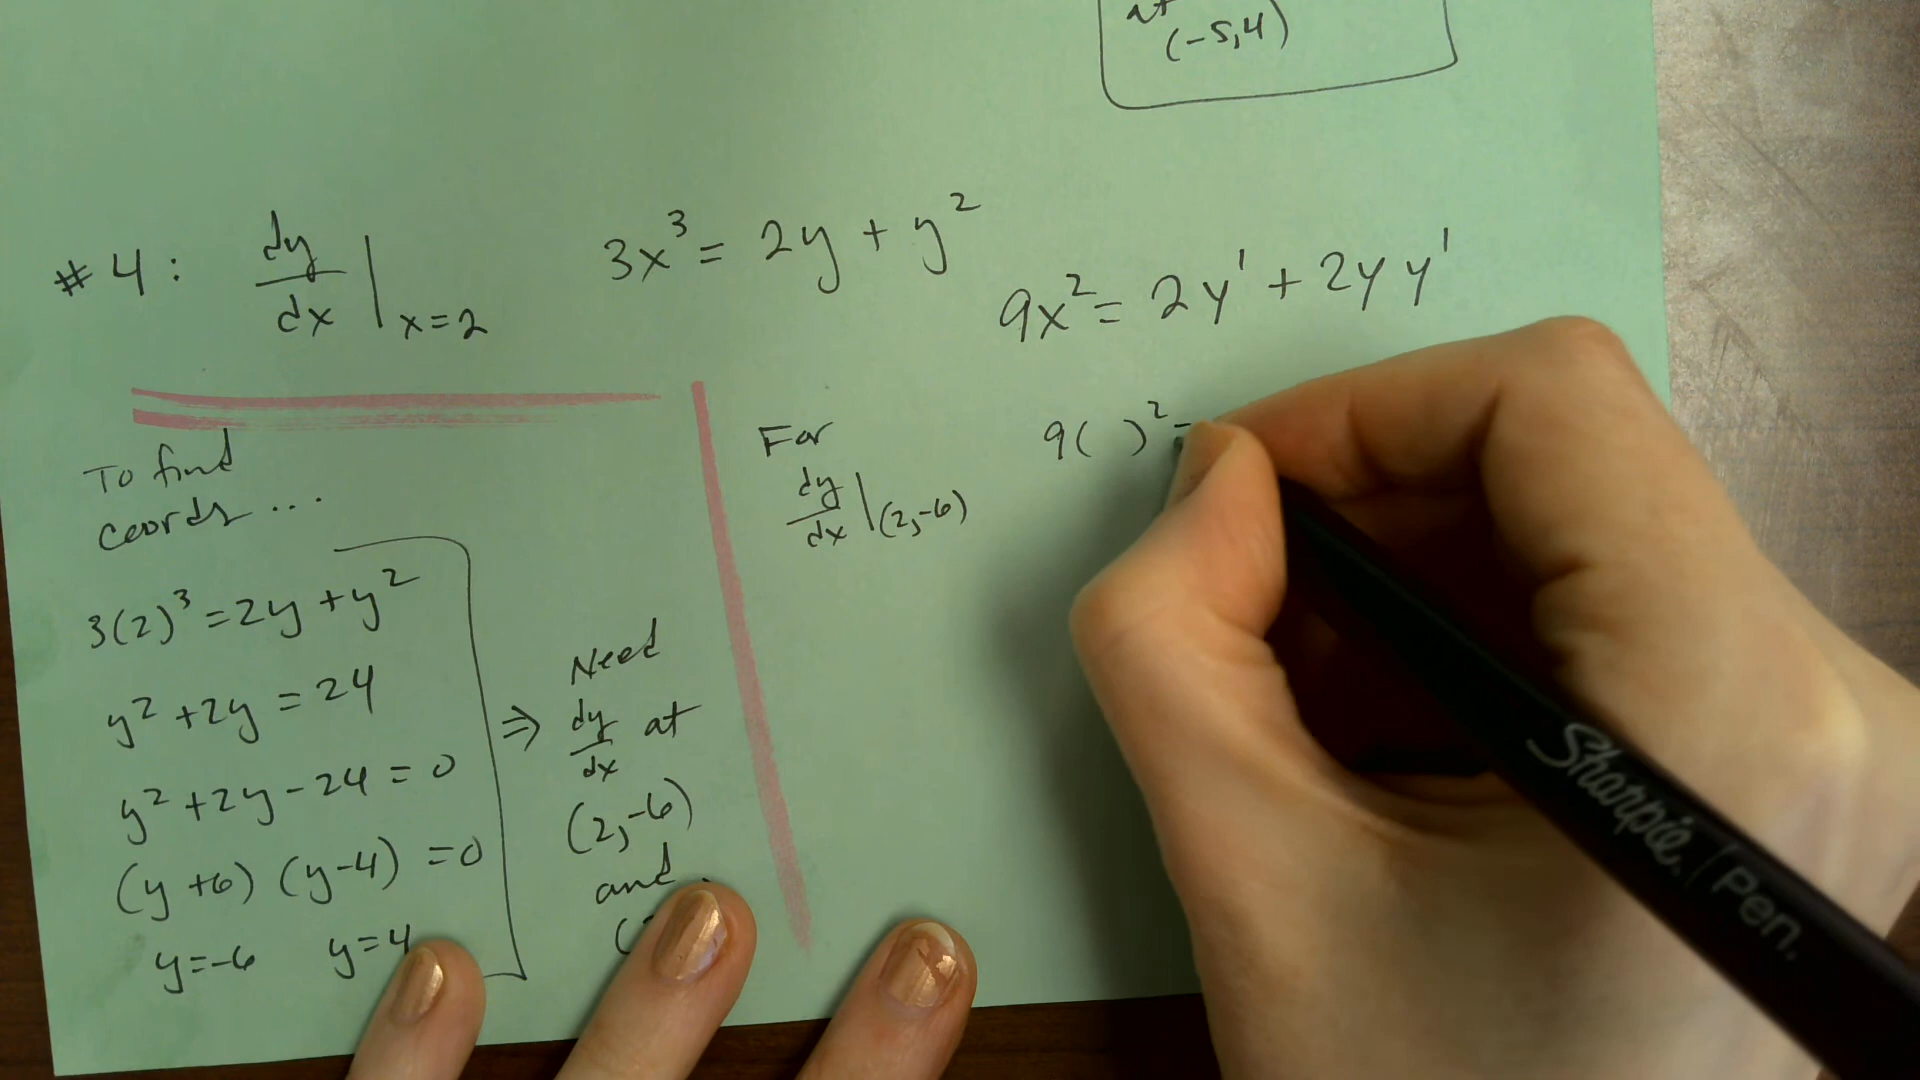 at
(-5,4)
#4: dy/dx |x=2
3x³ = 2y + y²
9x² = 2y' + 2y y'
To find
coords...
3(2)³ = 2y + y²
y² + 2y = 24
y² + 2y - 24 = 0
(y + 6) (y - 4) = 0
y = -6 y = 4
⇒ Need
dy/dx at
(2, -6)
and
(
For
dy/dx |(2, -6)
9( )² =
Sharpie. | Pen.